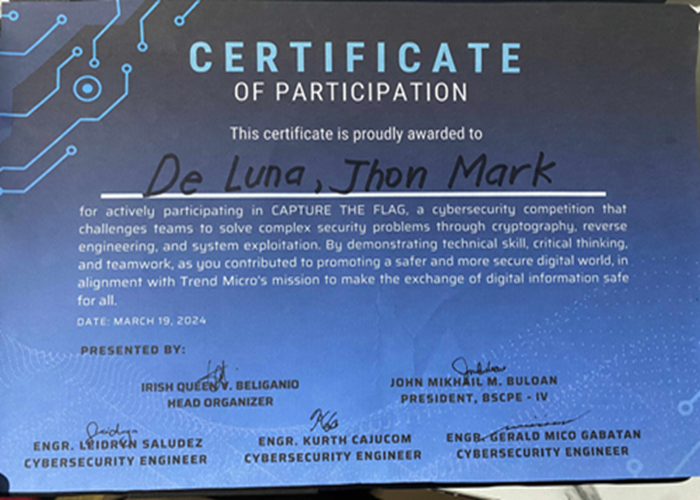 CERTIFICATE
OF PARTICIPATION
This certificate is proudly awarded to
De Luna, Jhon Mark
for actively participating in CAPTURE THE FLAG, a cybersecurity competition that
challenges teams to solve complex security problems through cryptography, reverse
engineering, and system exploitation. By demonstrating technical skill, critical thinking,
and teamwork, as you contributed to promoting a safer and more secure digital world, in
alignment with Trend Micro's mission to make the exchange of digital information safe
for all.
DATE: MARCH 19, 2024
PRESENTED BY:
IRISH QUEEN V. BELIGANIO
HEAD ORGANIZER
JOHN MIKHAIL M. BULOAN
PRESIDENT, BSCPE - IV
ENGR. LEIDRYN SALUDEZ
CYBERSECURITY ENGINEER
ENGR. KURTH CAJUCOM
CYBERSECURITY ENGINEER
ENGR. GERALD MICO GABATAN
CYBERSECURITY ENGINEER